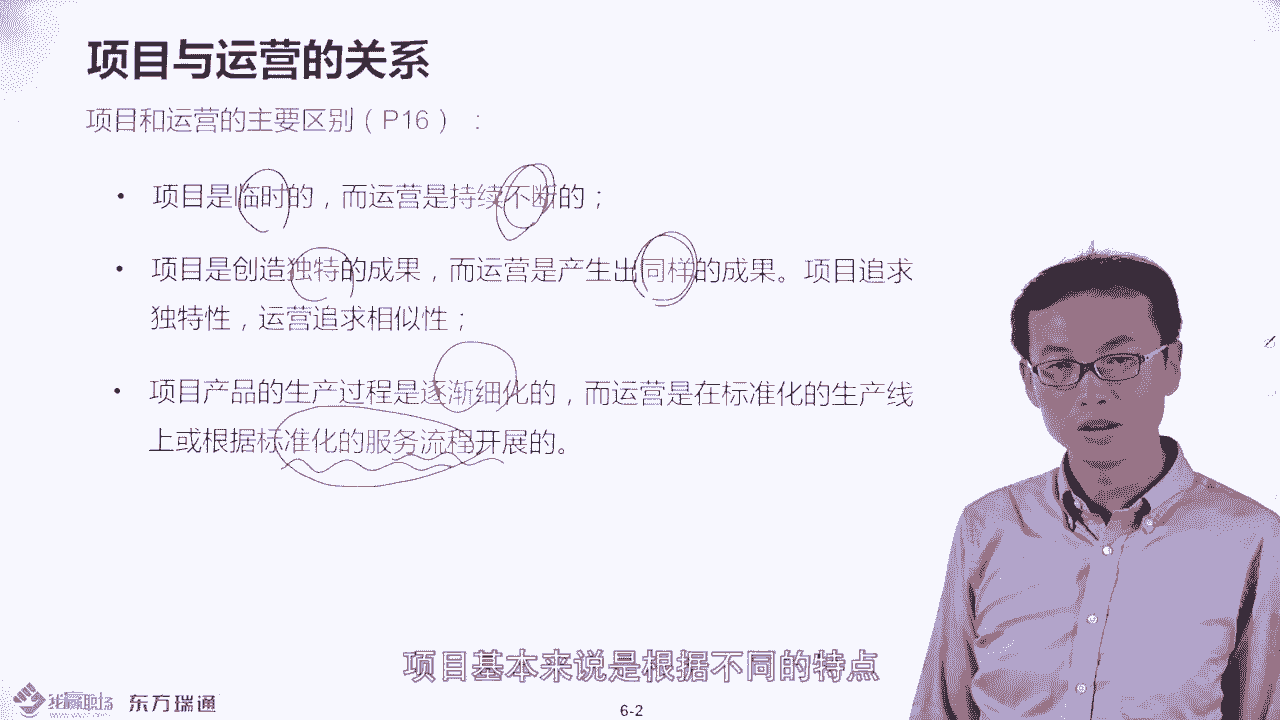 项目与运营的关系
项目和运营的主要区别（P16）：
• 项目是临时的，而运营是持续不断的；
• 项目是创造独特的成果，而运营是产生出同样的成果。项目追求
独特性，运营追求相似性；
• 项目产品的生产过程是逐渐细化的，而运营是在标准化的生产线
上或根据标准化的服务流程开展的。
项目基本来说是根据不同的特点
职场 东方瑞通
6-2